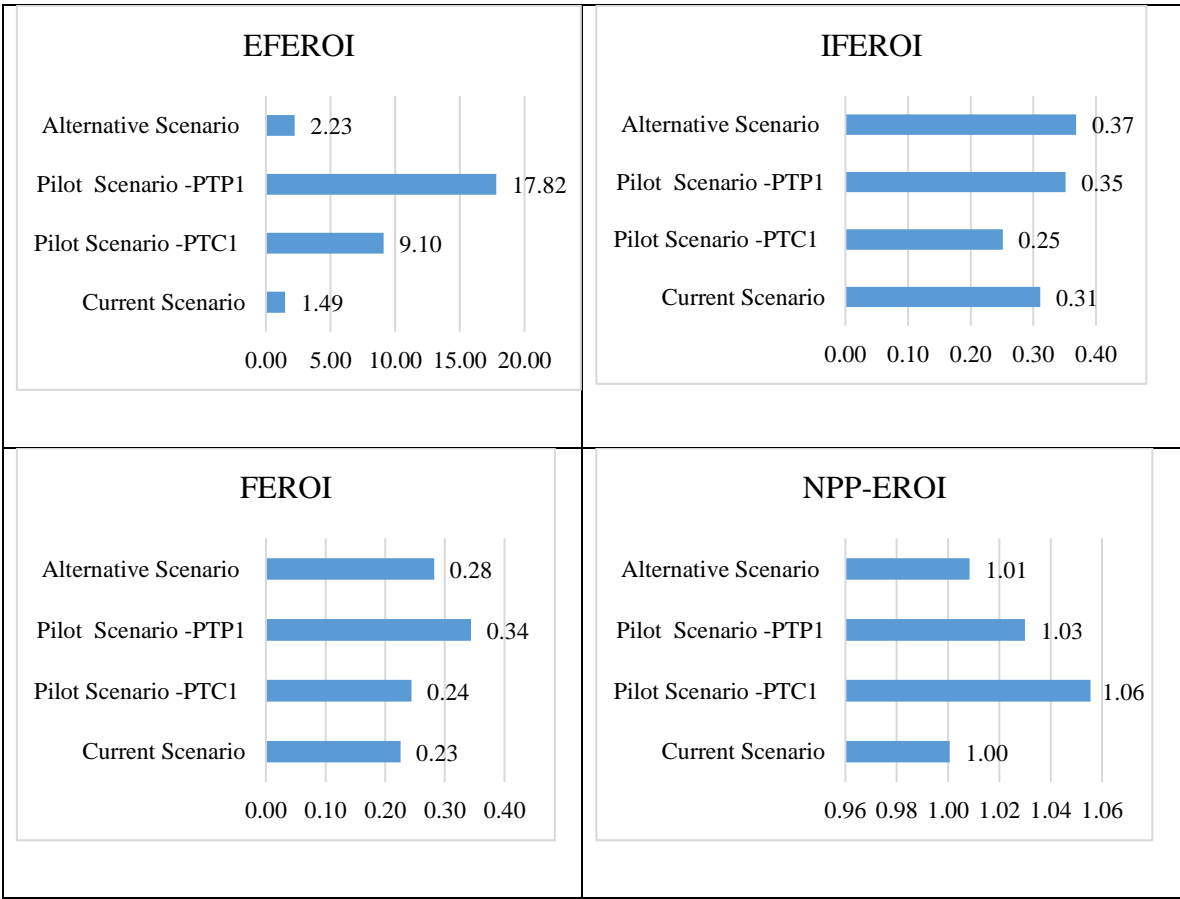 EFEROI
Alternative Scenario 2.23
Pilot Scenario -PTP1 17.82
Pilot Scenario -PTC1 9.10
Current Scenario 1.49
0.00 5.00 10.00 15.00 20.00
IFEROI
Alternative Scenario 0.37
Pilot Scenario -PTP1 0.35
Pilot Scenario -PTC1 0.25
Current Scenario 0.31
0.00 0.10 0.20 0.30 0.40
FEROI
Alternative Scenario 0.28
Pilot Scenario -PTP1 0.34
Pilot Scenario -PTC1 0.24
Current Scenario 0.23
0.00 0.10 0.20 0.30 0.40
NPP-EROI
Alternative Scenario 1.01
Pilot Scenario -PTP1 1.03
Pilot Scenario -PTC1 1.06
Current Scenario 1.00
0.96 0.98 1.00 1.02 1.04 1.06